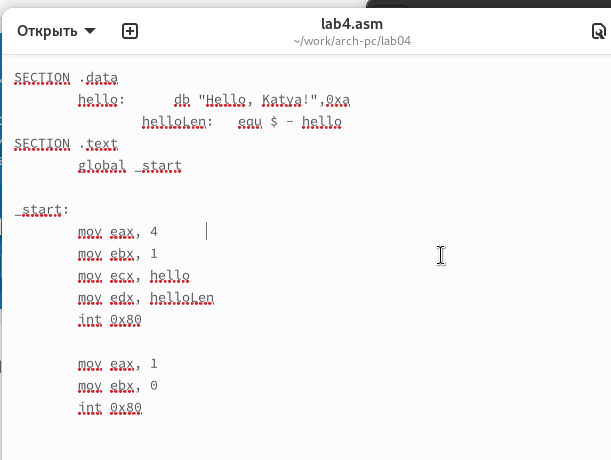 Открыть
lab4.asm
~/work/arch-pc/lab04
SECTION .data
hello: db "Hello, Katya!",0xa
helloLen: equ $ - hello
SECTION .text
global _start
_start:
mov eax, 4
mov ebx, 1
mov ecx, hello
mov edx, helloLen
int 0x80
mov eax, 1
mov ebx, 0
int 0x80